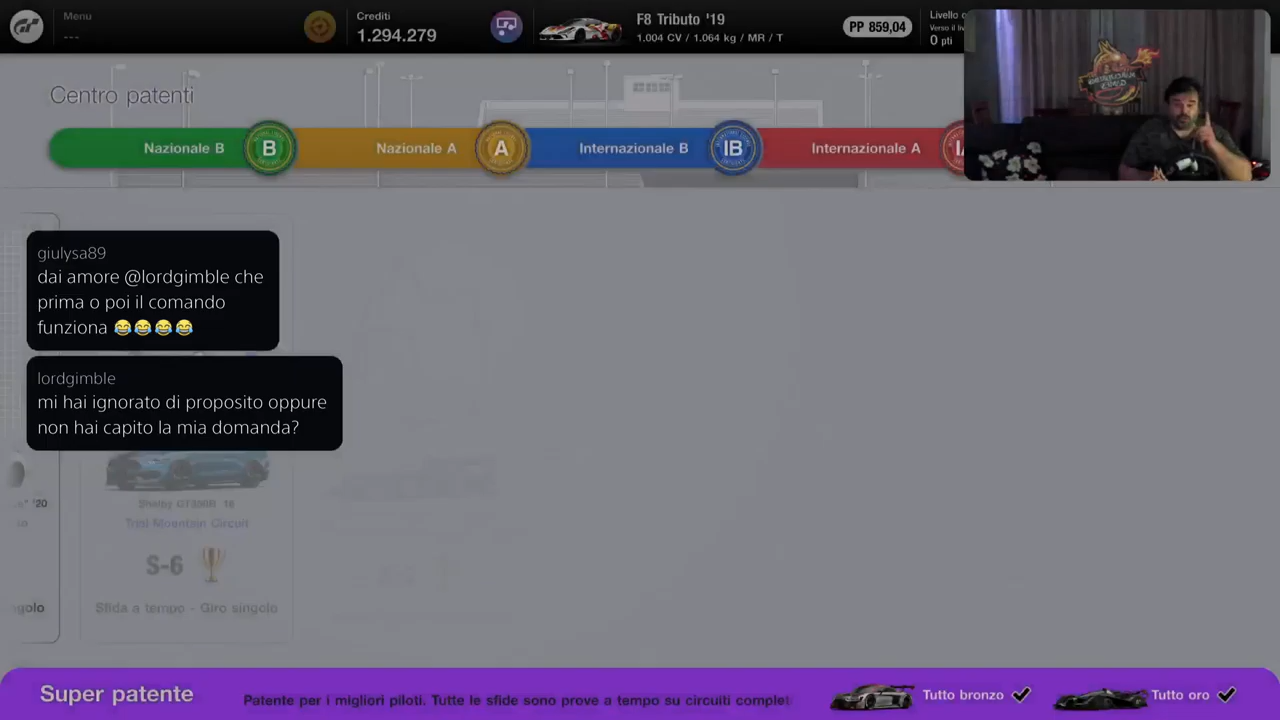 Menu
---
Crediti
1.294.279
F8 Tributo '19
1.004 CV / 1.064 kg / MR / T
PP 859,04
Livello
Verso il
0 pti
Centro patenti
Nazionale B
B
Nazionale A
A
Internazionale B
IB
Internazionale A
giulysa89
dai amore @lordgimble che
prima o poi il comando
funziona 😂😂😂😂
lordgimble
mi hai ignorato di proposito oppure
non hai capito la mia domanda?
'20
Shelby GT350R '16
Trial Mountain Circuit
S-6
Sfida a tempo - Giro singolo
Super patente
Patente per i migliori piloti. Tutte le sfide sono prove a tempo su circuiti complet
Tutto bronzo
Tutto oro